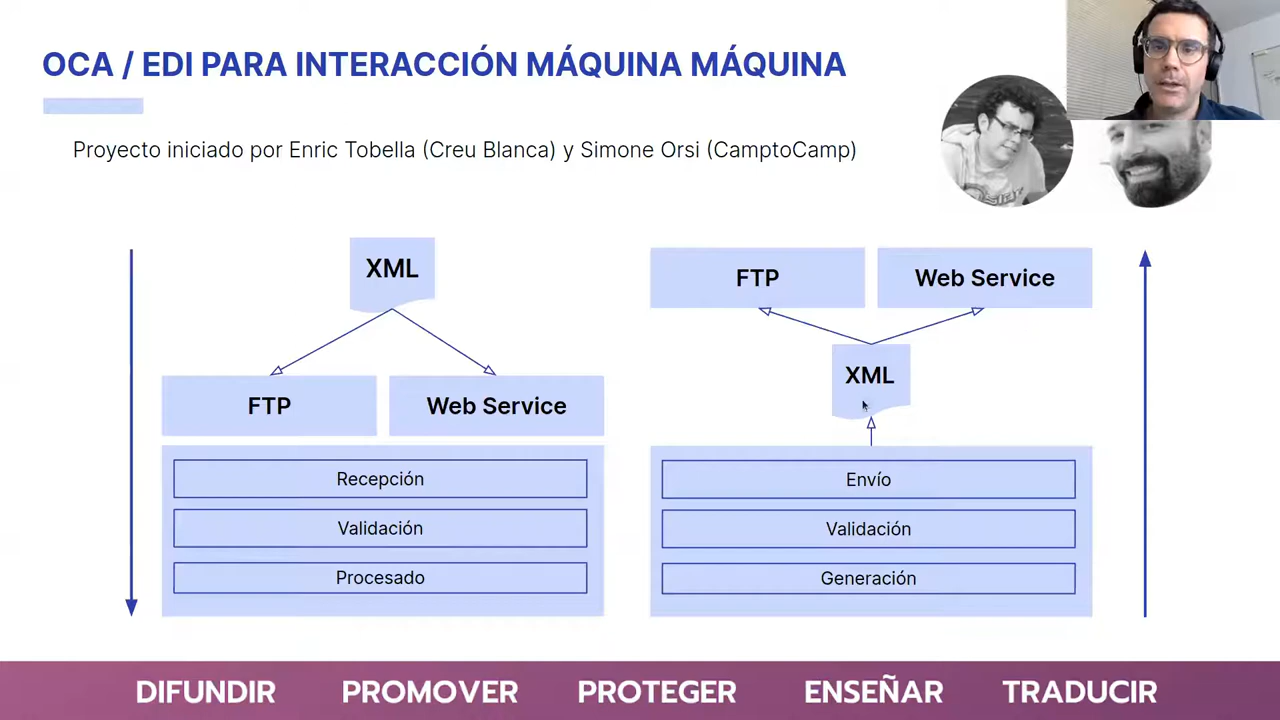 OCA / EDI PARA INTERACCIÓN MÁQUINA MÁQUINA
Proyecto iniciado por Enric Tobella (Creu Blanca) y Simone Orsi (CamptoCamp)
XML
FTP
Web Service
Recepción
Validación
Procesado
FTP
Web Service
XML
Envío
Validación
Generación
DIFUNDIR PROMOVER PROTEGER ENSEÑAR TRADUCIR